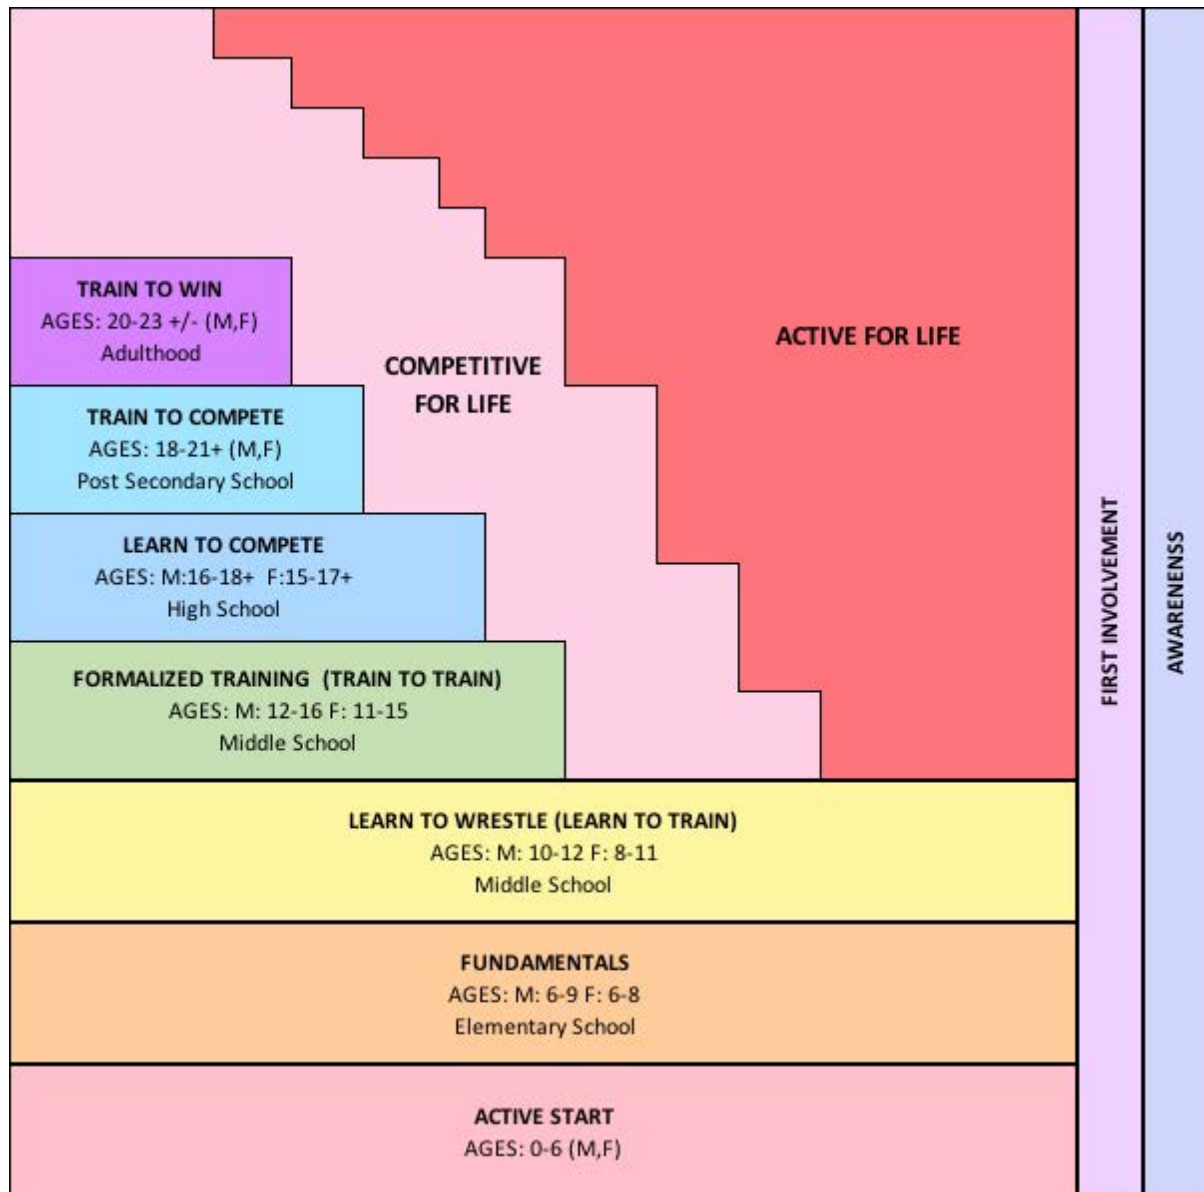 TRAIN TO WIN
AGES: 20-23 +/- (M,F)
Adulthood
TRAIN TO COMPETE
AGES: 18-21+ (M,F)
Post Secondary School
LEARN TO COMPETE
AGES: M:16-18+  F:15-17+
High School
FORMALIZED TRAINING  (TRAIN TO TRAIN)
AGES: M: 12-16 F: 11-15
Middle School
COMPETITIVE
FOR LIFE
ACTIVE FOR LIFE
LEARN TO WRESTLE (LEARN TO TRAIN)
AGES: M: 10-12 F: 8-11
Middle School
FUNDAMENTALS
AGES: M: 6-9 F: 6-8
Elementary School
ACTIVE START
AGES: 0-6 (M,F)
FIRST INVOLVEMENT
AWARENENSS